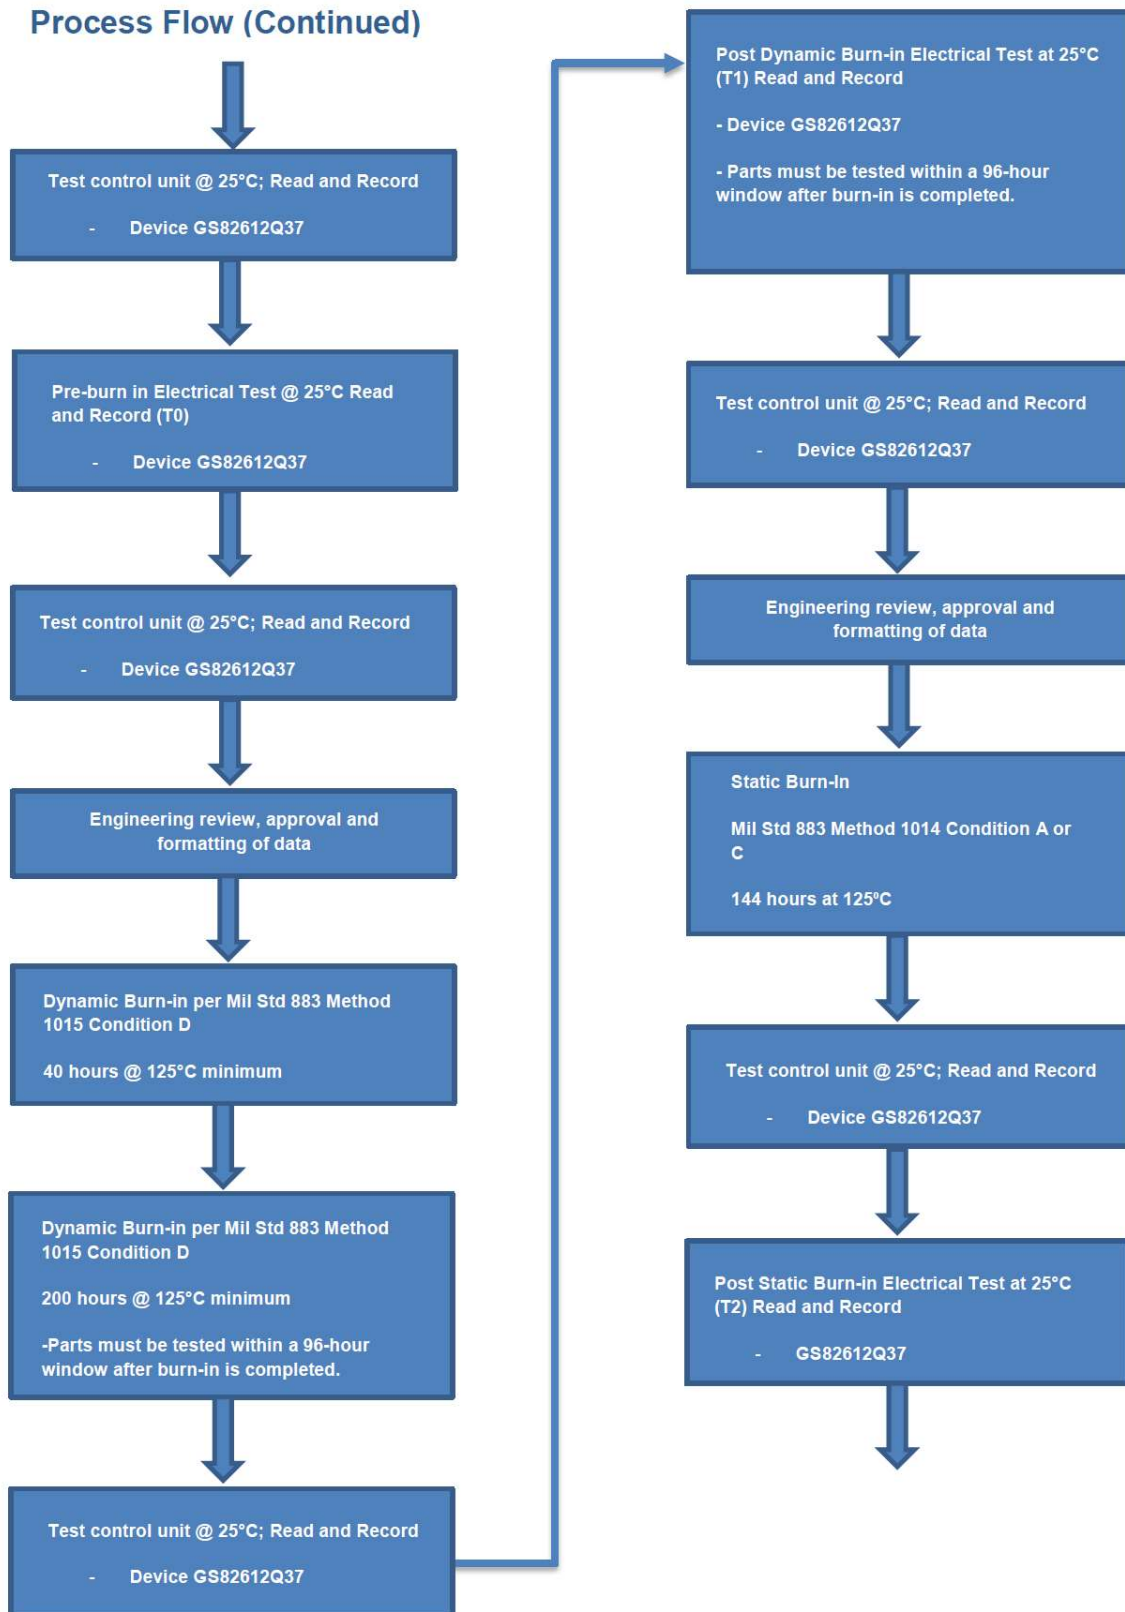 Process Flow (Continued)
Test control unit @ 25°C; Read and Record
- Device GS82612Q37
Pre-burn in Electrical Test @ 25°C Read
and Record (T0)
- Device GS82612Q37
Test control unit @ 25°C; Read and Record
- Device GS82612Q37
Engineering review, approval and
formatting of data
Dynamic Burn-in per Mil Std 883 Method
1015 Condition D
40 hours @ 125°C minimum
Dynamic Burn-in per Mil Std 883 Method
1015 Condition D
200 hours @ 125°C minimum
-Parts must be tested within a 96-hour
window after burn-in is completed.
Test control unit @ 25°C; Read and Record
- Device GS82612Q37
Post Dynamic Burn-in Electrical Test at 25°C
(T1) Read and Record
- Device GS82612Q37
- Parts must be tested within a 96-hour
window after burn-in is completed.
Test control unit @ 25°C; Read and Record
- Device GS82612Q37
Engineering review, approval and
formatting of data
Static Burn-In
Mil Std 883 Method 1014 Condition A or
C
144 hours at 125ºC
Test control unit @ 25°C; Read and Record
- Device GS82612Q37
Post Static Burn-in Electrical Test at 25°C
(T2) Read and Record
- GS82612Q37